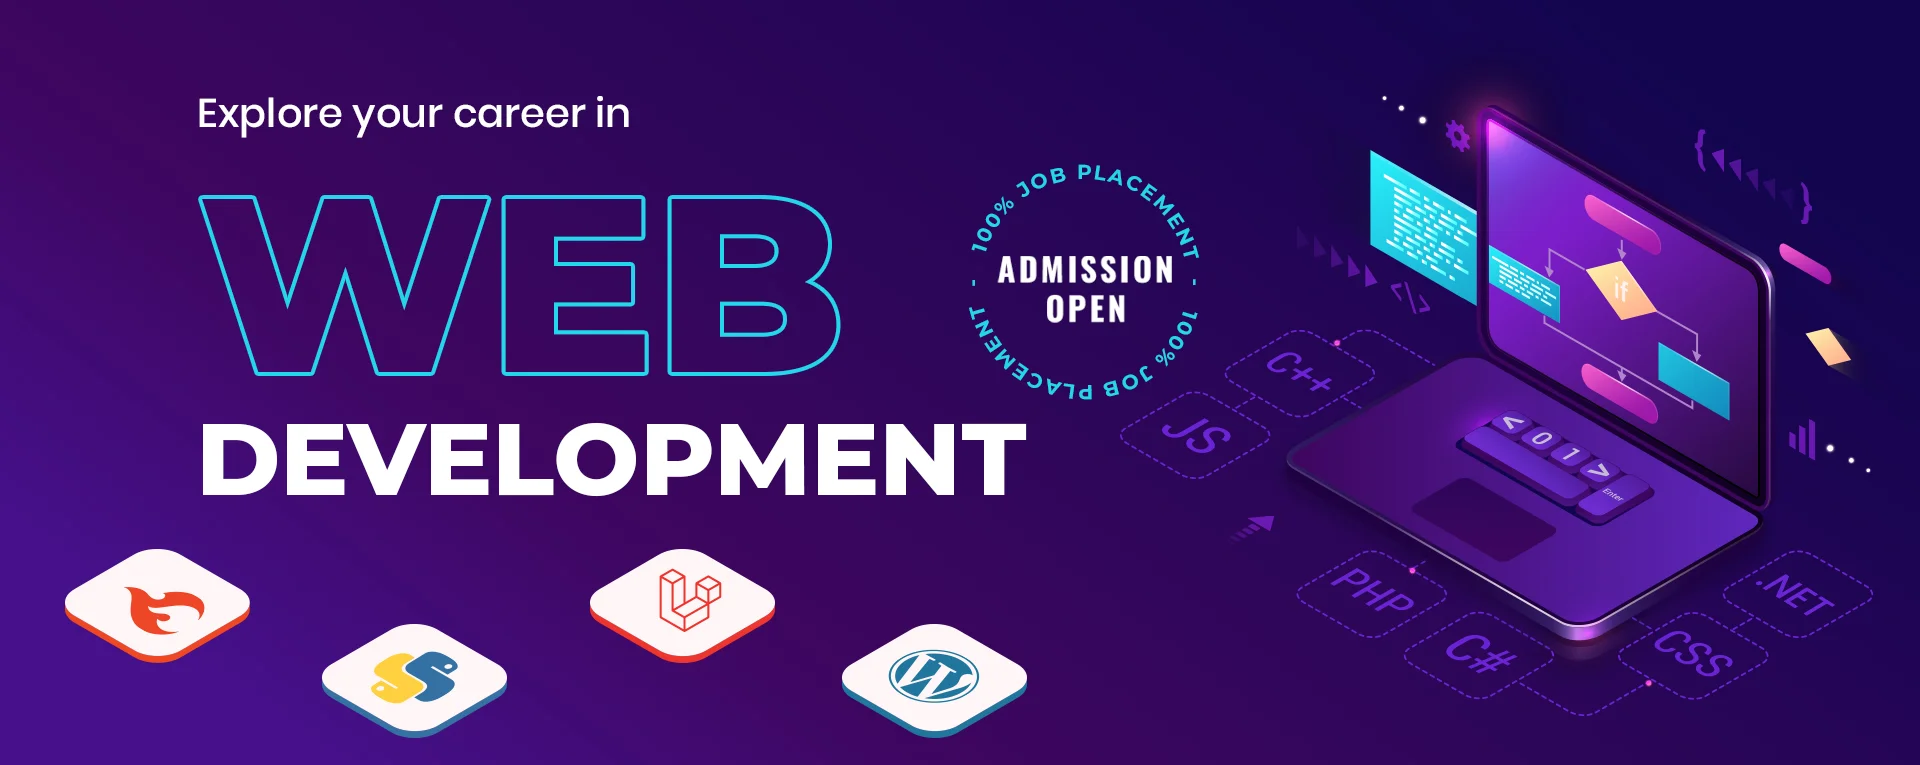 Explore your career in
WEB
DEVELOPMENT
100% JOB PLACEMENT -
ADMISSION
OPEN
100% JOB PLACEMENT -
if
< 0 1 >
Enter
</>
{
}
C++
JS
PHP
C#
CSS
.NET
W